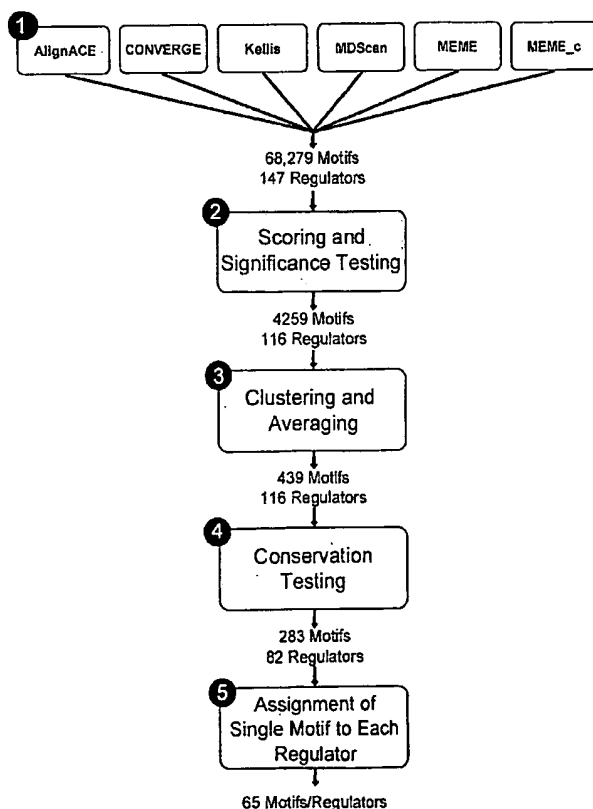 1
AlignACE CONVERGE Kellis MDScan MEME MEME_c
68,279 Motifs
147 Regulators
2
Scoring and
Significance Testing
4259 Motifs
116 Regulators
3
Clustering and
Averaging
439 Motifs
116 Regulators
4
Conservation
Testing
283 Motifs
82 Regulators
5
Assignment of
Single Motif to Each
Regulator
65 Motifs/Regulators